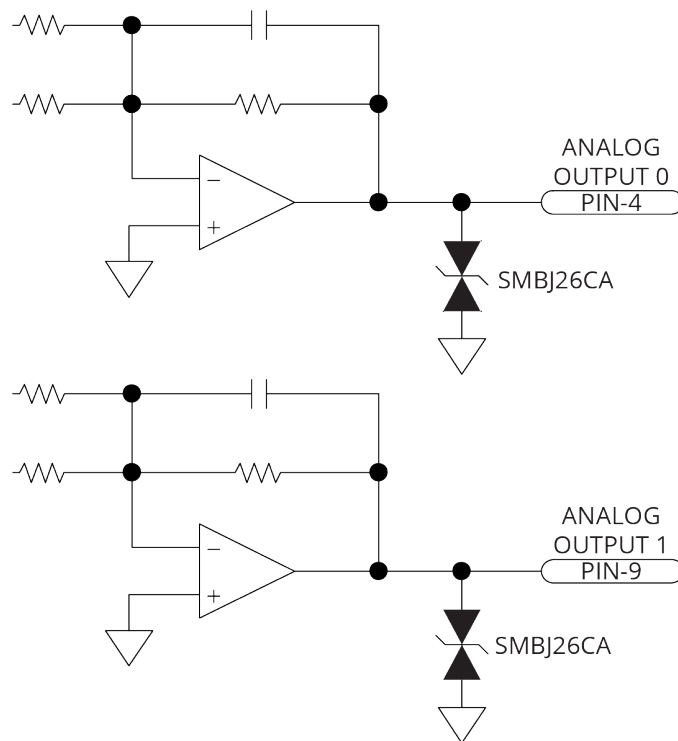 ANALOG
OUTPUT 0
PIN-4
−
+
SMBJ26CA
ANALOG
OUTPUT 1
PIN-9
−
+
SMBJ26CA